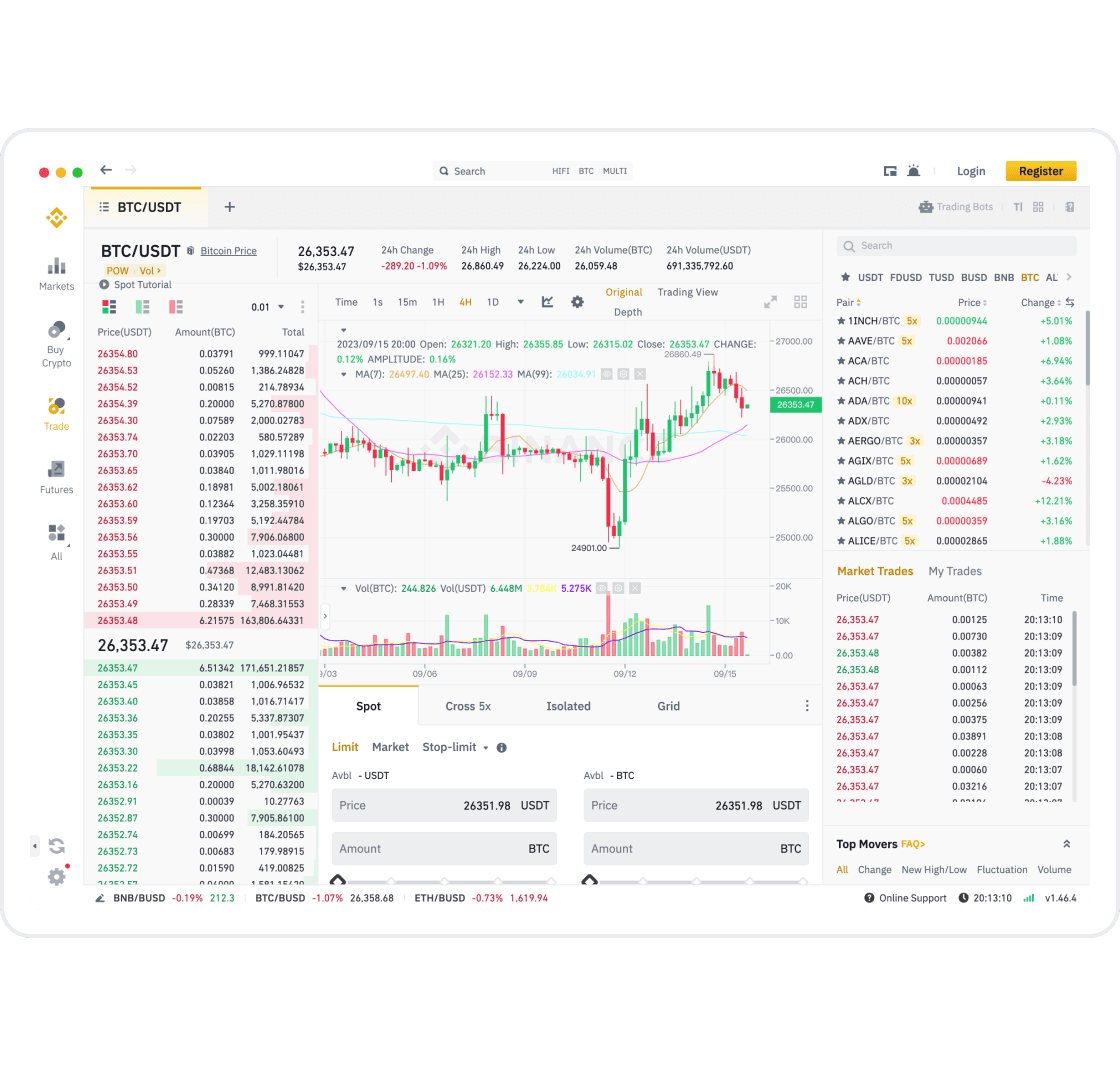 Search HIFI BTC MULTI
Login Register
BTC/USDT +
Trading Bots
Markets
Buy
Crypto
Trade
Futures
All
BTC/USDT Bitcoin Price
POW Vol >
Spot Tutorial
26,353.47
$26,353.47
24h Change
-289.20 -1.09%
24h High
26,860.49
24h Low
26,224.00
24h Volume(BTC)
26,059.48
24h Volume(USDT)
691,335,792.60
0.01
Price(USDT) Amount(BTC) Total
26354.80 0.03791 999.11047
26354.53 0.05260 1,386.24828
26354.52 0.00815 214.78934
26354.39 0.20000 5,270.87800
26354.30 0.07589 2,000.02783
26353.74 0.02203 580.57289
26353.70 0.03905 1,029.11198
26353.65 0.03840 1,011.98016
26353.62 0.18981 5,002.18061
26353.60 0.12364 3,258.35910
26353.59 0.19703 5,192.44784
26353.56 0.30000 7,906.06800
26353.55 0.03882 1,023.04481
26353.51 0.47368 12,483.13062
26353.50 0.34120 8,991.81420
26353.49 0.28339 7,468.31553
26353.48 6.21575 163,806.64331
26,353.47 $26,353.47
26353.47 6.51342 171,651.21857
26353.45 0.03821 1,006.96532
26353.40 0.03858 1,016.71417
26353.36 0.20255 5,337.87307
26353.35 0.03802 1,001.95437
26353.30 0.03998 1,053.60493
26353.22 0.68844 18,142.61078
26353.16 0.20000 5,270.63200
26352.91 0.00039 10.27763
26352.87 0.30000 7,905.86100
26352.74 0.00699 184.20565
26352.73 0.00683 179.98915
26352.72 0.01590 419.00825
Time 1s 15m 1H 4H 1D
Original Trading View
Depth
2023/09/15 20:00 Open: 26321.20 High: 26355.85 Low: 26315.02 Close: 26353.47 CHANGE:
0.12% AMPLITUDE: 0.16%
MA(7): 26497.40 MA(25): 26152.33 MA(99): 26034.91
26860.49
24901.00
27000.00
26500.00
26353.47
26000.00
25500.00
25000.00
Vol(BTC): 244.826 Vol(USDT) 6.448M 5.275K
20K
10K
0.00
/03 09/06 09/09 09/12 09/15
Spot Cross 5x Isolated Grid
Limit Market Stop-limit
Avbl - USDT
Price 26351.98 USDT
Amount BTC
Avbl - BTC
Price 26351.98 USDT
Amount BTC
Search
USDT FDUSD TUSD BUSD BNB BTC AL
Pair Price Change
1INCH/BTC 5x 0.00000944 +5.01%
AAVE/BTC 5x 0.002066 +1.08%
ACA/BTC 0.00000185 +6.94%
ACH/BTC 0.00000057 +3.64%
ADA/BTC 10x 0.00000941 +0.11%
ADX/BTC 0.00000492 +2.93%
AERGO/BTC 3x 0.00000357 +3.18%
AGIX/BTC 5x 0.00000689 +1.62%
AGLD/BTC 3x 0.00002104 -4.23%
ALCX/BTC 0.0004485 +12.21%
ALGO/BTC 5x 0.00000359 +3.16%
ALICE/BTC 5x 0.00002865 +1.88%
Market Trades My Trades
Price(USDT) Amount(BTC) Time
26,353.47 0.00125 20:13:10
26,353.47 0.00730 20:13:09
26,353.48 0.00382 20:13:09
26,353.48 0.00112 20:13:09
26,353.47 0.00063 20:13:09
26,353.47 0.00256 20:13:09
26,353.47 0.00375 20:13:09
26,353.47 0.03891 20:13:08
26,353.47 0.00228 20:13:08
26,353.47 0.00060 20:13:07
26,353.47 0.03216 20:13:07
Top Movers FAQ>
All Change New High/Low Fluctuation Volume
BNB/BUSD -0.19% 212.3 BTC/BUSD -1.07% 26,358.68 ETH/BUSD -0.73% 1,619.94
Online Support 20:13:10 v1.46.4